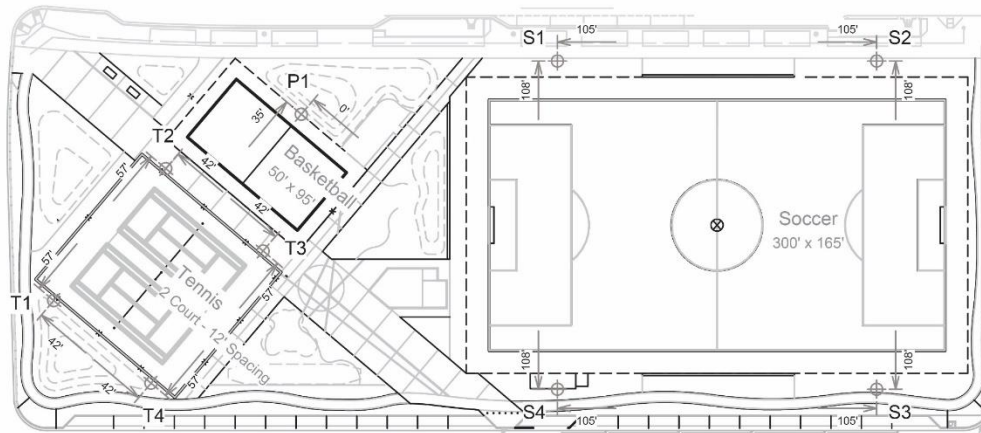 S1
105'
105'
S2
108'
108'
P1
0'
35'
T2
57'
42'
Basketball
50' x 95'
42'
T3
57'
57'
Tennis
2 Court - 12' Spacing
T1
42'
42'
57'
T4
Soccer
300' x 165'
108'
108'
S4
105'
105'
S3